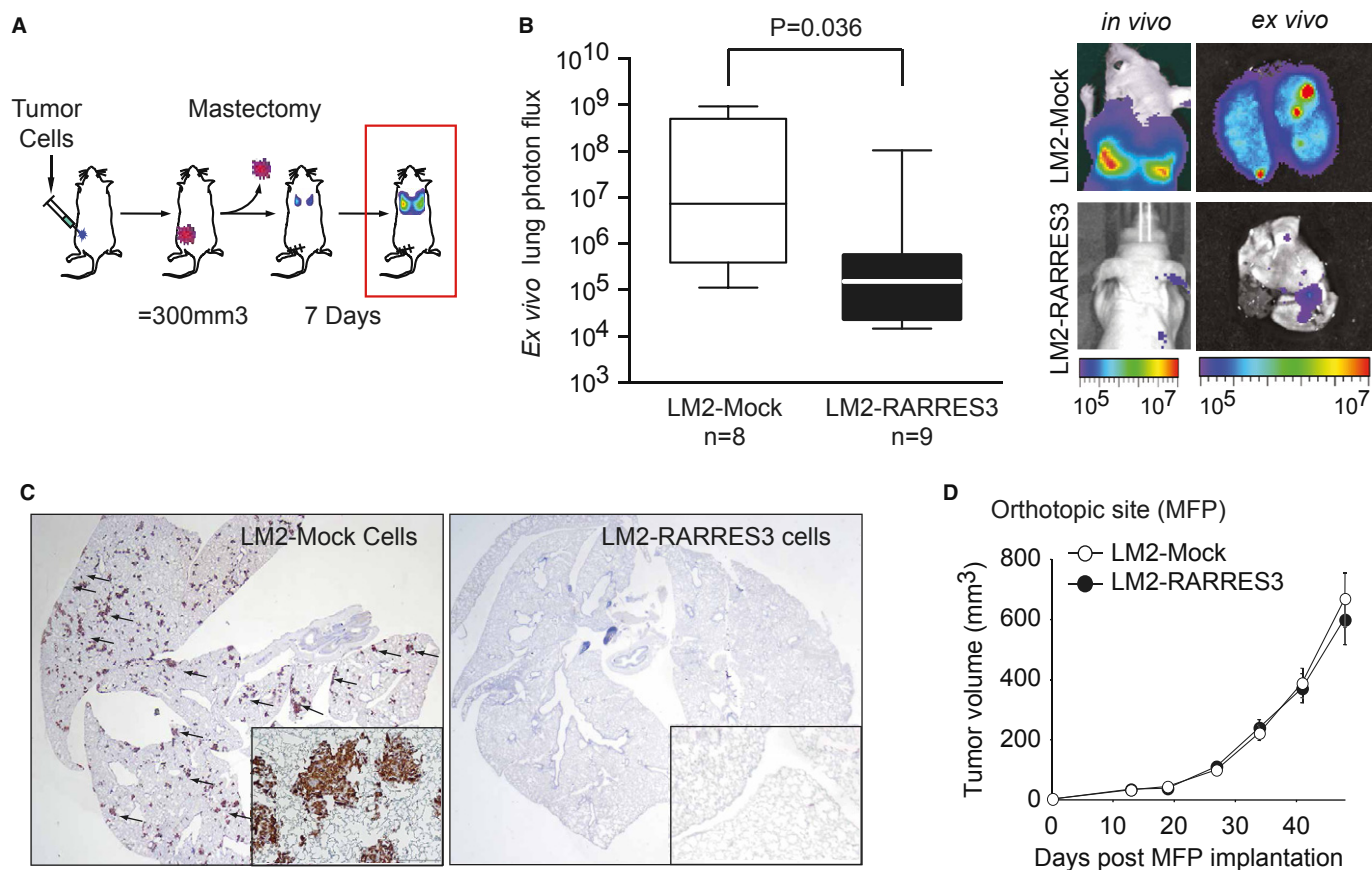 A
Tumor
Cells
Mastectomy
=300mm3
7 Days
B
P=0.036
Ex vivo lung photon flux
10^10
10^9
10^8
10^7
10^6
10^5
10^4
10^3
LM2-Mock
n=8
LM2-RARRES3
n=9
in vivo
ex vivo
LM2-Mock
LM2-RARRES3
10^5
10^7
10^5
10^7
C
LM2-Mock Cells
LM2-RARRES3 cells
D
Orthotopic site (MFP)
LM2-Mock
LM2-RARRES3
Tumor volume (mm^3)
800
600
400
200
0
0
10
20
30
40
Days post MFP implantation